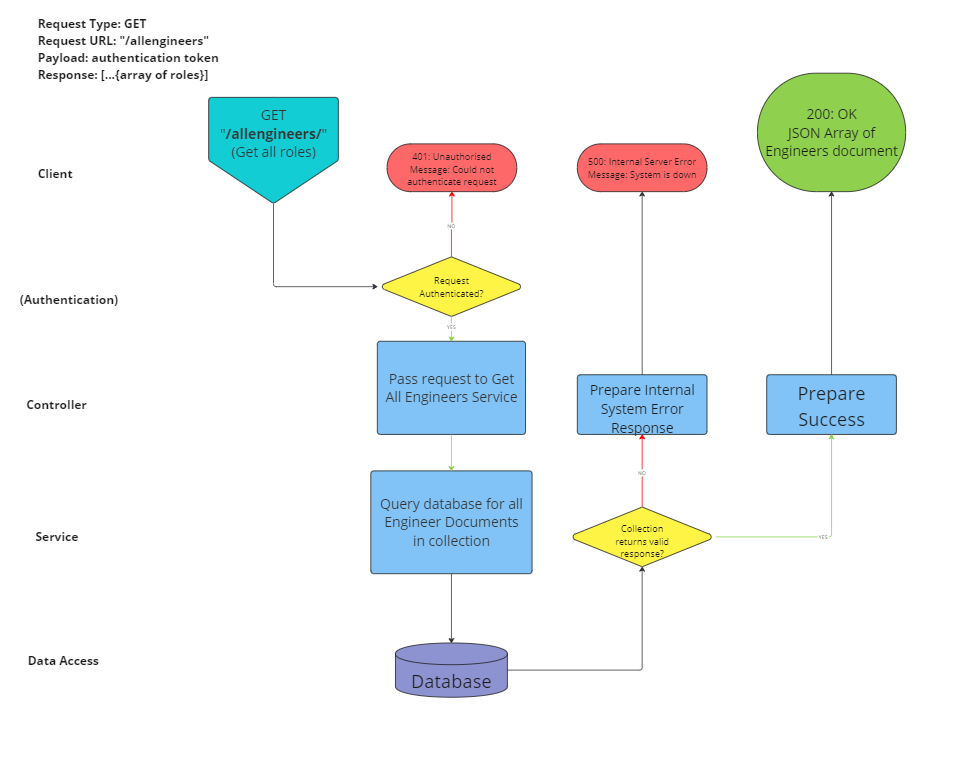 Request Type: GET
Request URL: "/allengineers"
Payload: authentication token
Response: [...{array of roles}]
GET
"/allengineers/"
(Get all roles)
401: Unauthorised
Message: Could not
authenticate request
500: Internal Server Error
Message: System is down
200: OK
JSON Array of
Engineers document
Client
NO
Request
Authenticated?
(Authentication)
YES
Pass request to Get
All Engineers Service
Prepare Internal
System Error
Response
Prepare
Success
Controller
NO
Query database for all
Engineer Documents
in collection
Collection
returns valid
response?
YES
Service
Data Access
Database